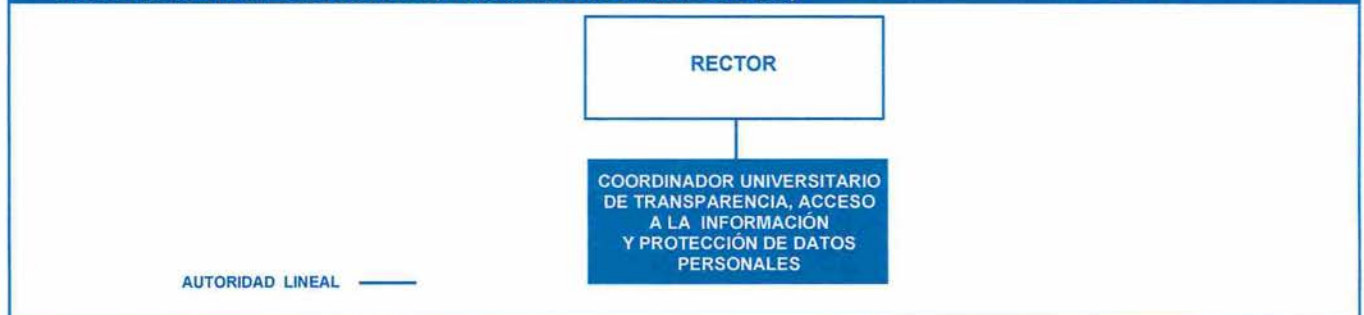 RECTOR
COORDINADOR UNIVERSITARIO
DE TRANSPARENCIA, ACCESO
A LA INFORMACIÓN
Y PROTECCIÓN DE DATOS
PERSONALES
AUTORIDAD LINEAL